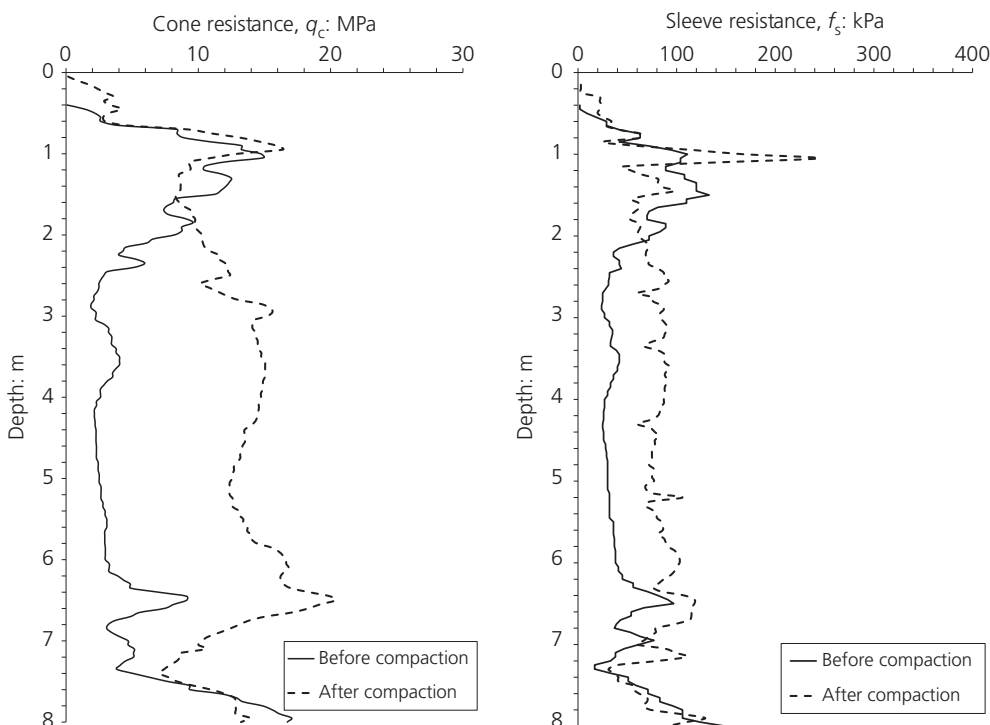 Cone resistance, qc: MPa
0 10 20 30
0
1
2
3
4
5
6
7
8
Depth: m
Before compaction
After compaction
Sleeve resistance, fs: kPa
0 100 200 300 400
0
1
2
3
4
5
6
7
8
Depth: m
Before compaction
After compaction